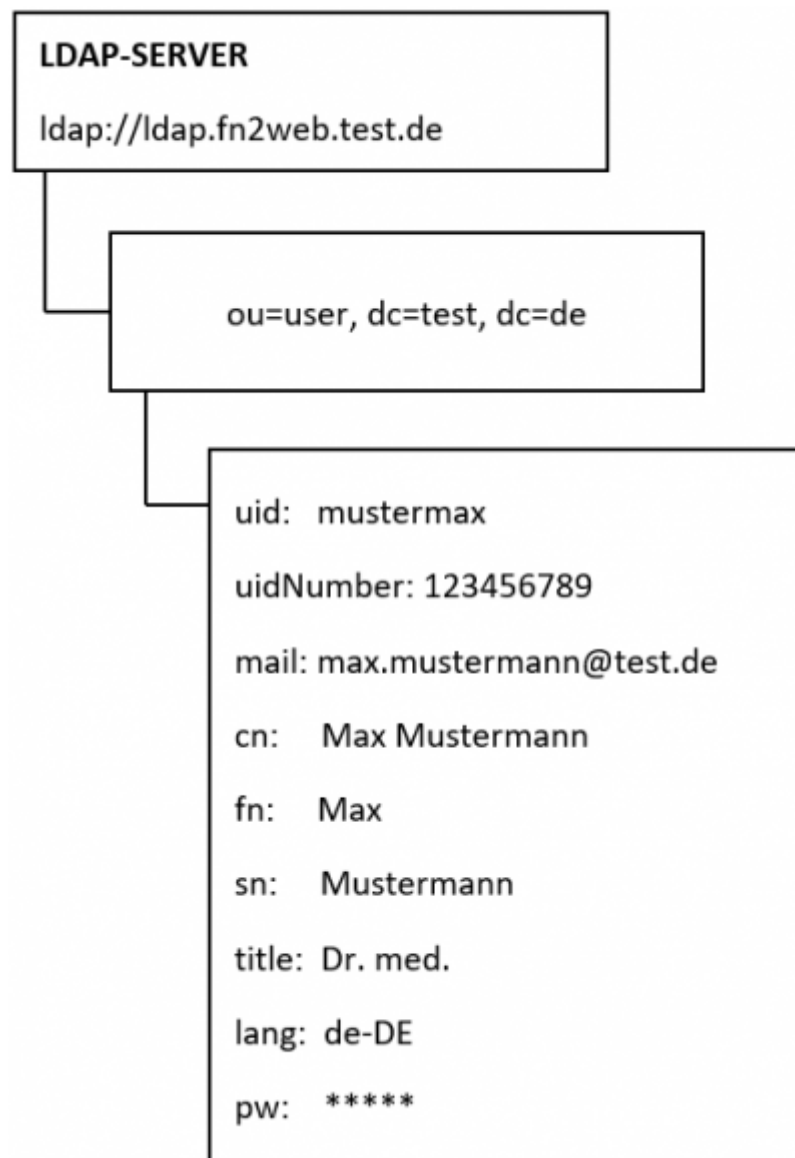 LDAP-SERVER
ldap://ldap.fn2web.test.de
ou=user, dc=test, dc=de
uid: mustermax
uidNumber: 123456789
mail: max.mustermann@test.de
cn: Max Mustermann
fn: Max
sn: Mustermann
title: Dr. med.
lang: de-DE
pw: *****